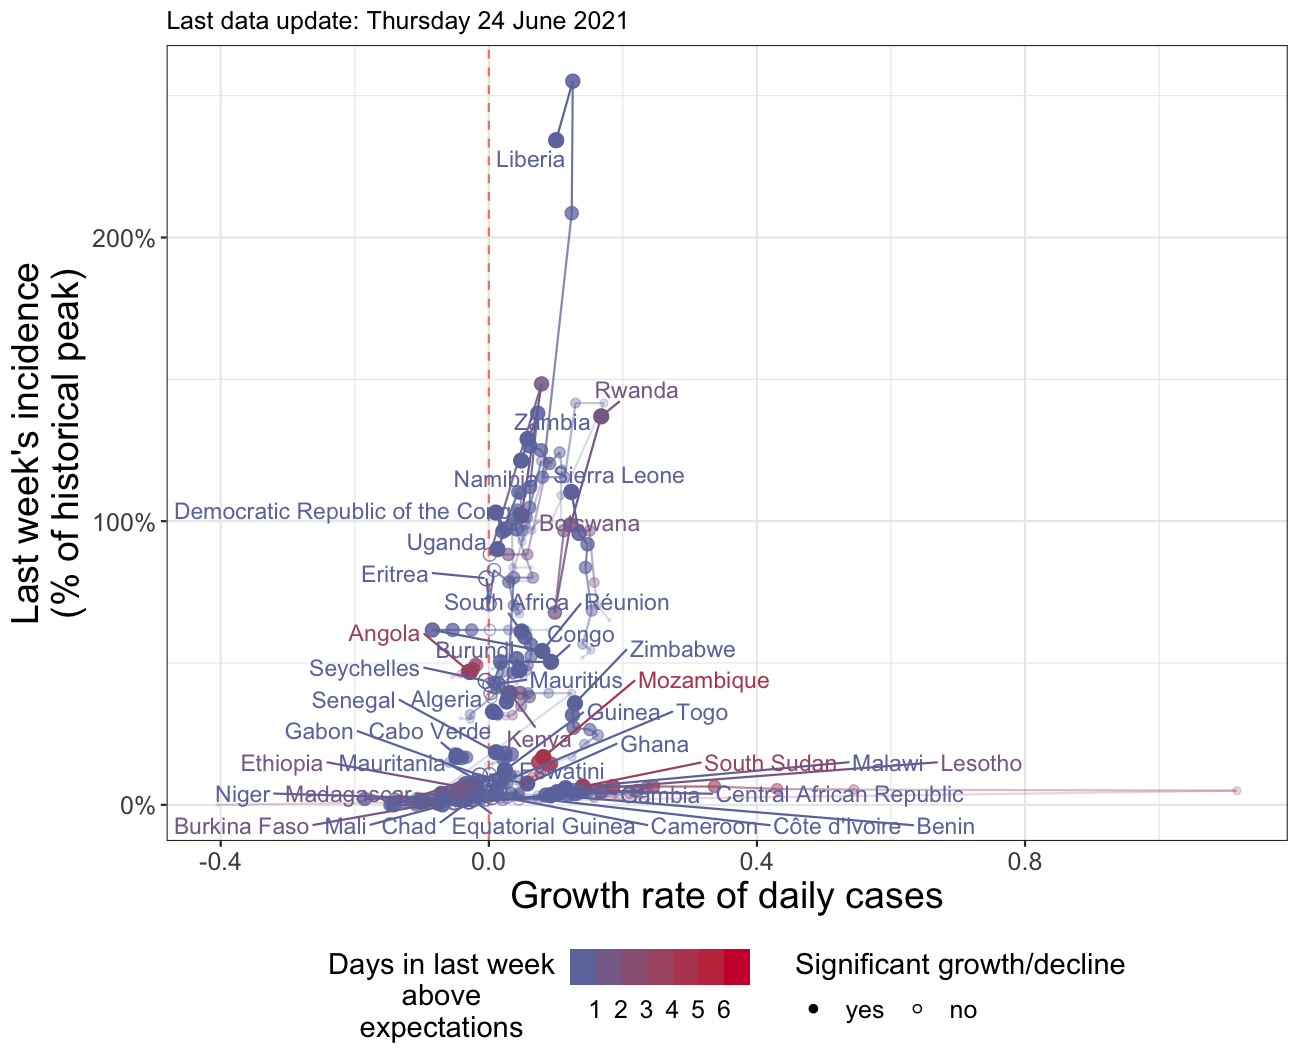 Last data update: Thursday 24 June 2021
Last week's incidence
(% of historical peak)
200%
100%
0%
Liberia
Rwanda
Zambia
Namibia
Sierra Leone
Democratic Republic of the Congo
Botswana
Uganda
Eritrea
South Africa
Réunion
Angola
Congo
Burundi
Zimbabwe
Seychelles
Mauritius
Mozambique
Senegal
Algeria
Guinea
Togo
Gabon
Cabo Verde
Kenya
Ghana
Ethiopia
Mauritania
Eswatini
South Sudan
Malawi
Lesotho
Niger
Madagascar
Gambia
Central African Republic
Burkina Faso
Mali
Chad
Equatorial Guinea
Cameroon
Côte d'Ivoire
Benin
-0.4
0.0
0.4
0.8
Growth rate of daily cases
Days in last week
above
expectations
1 2 3 4 5 6
Significant growth/decline
yes
no